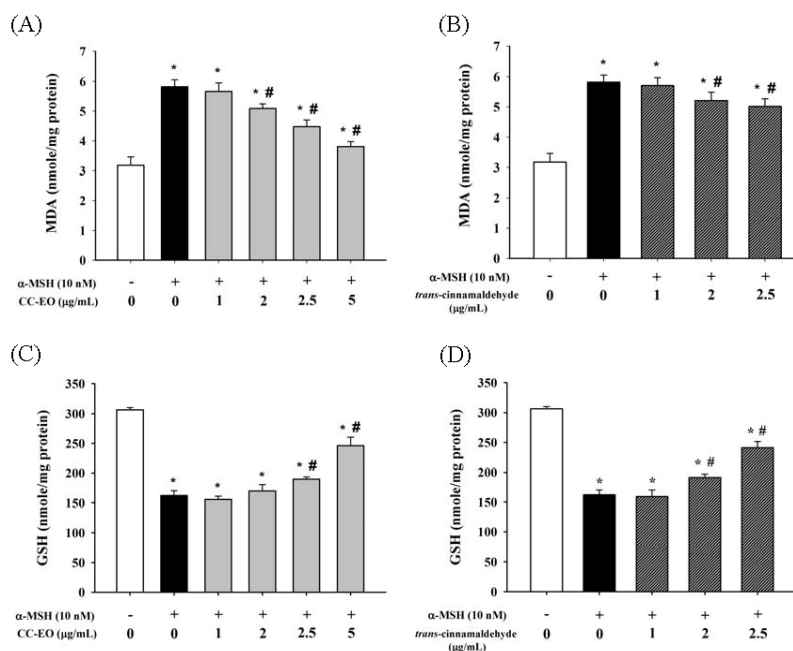 (A)
MDA (nmole/mg protein)
7
6
5
4
3
2
1
0
* * * # * # * #
α-MSH (10 nM) - + + + + +
CC-EO (μg/mL) 0 0 1 2 2.5 5
(B)
MDA (nmole/mg protein)
7
6
5
4
3
2
1
0
* * * # * #
α-MSH (10 nM) - + + + +
trans-cinnamaldehyde 0 0 1 2 2.5
(μg/mL)
(C)
GSH (nmole/mg protein)
350
300
250
200
150
100
50
0
* * * * # * #
α-MSH (10 nM) - + + + + +
CC-EO (μg/mL) 0 0 1 2 2.5 5
(D)
GSH (nmole/mg protein)
350
300
250
200
150
100
50
0
* * * # * #
α-MSH (10 nM) - + + + +
trans-cinnamaldehyde 0 0 1 2 2.5
(μg/mL)